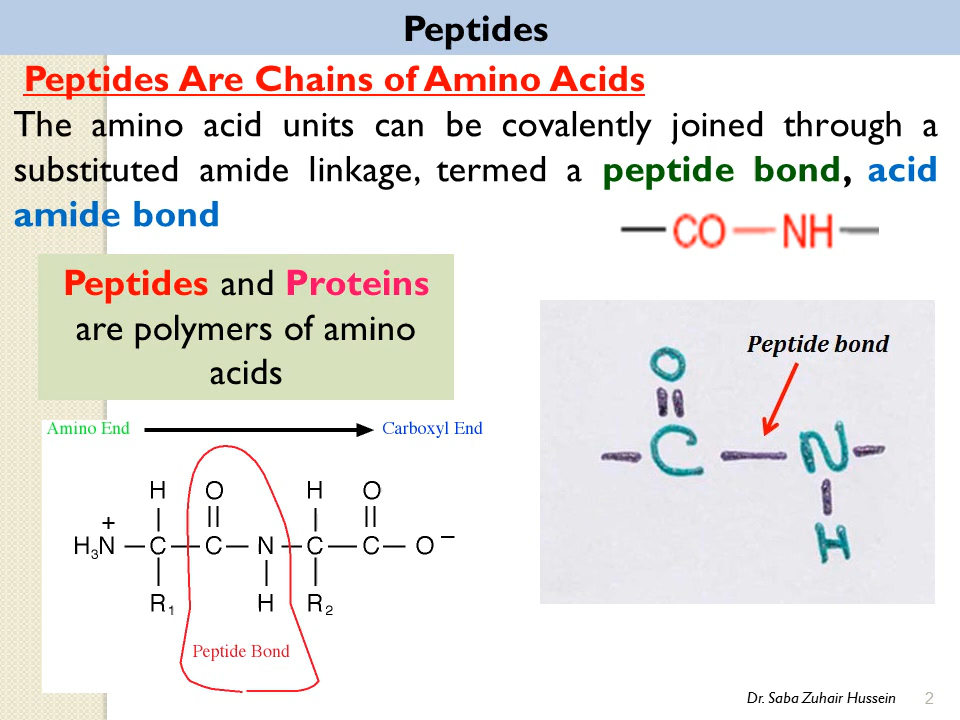 Peptides
Peptides Are Chains of Amino Acids
The amino acid units can be covalently joined through a
substituted amide linkage, termed a peptide bond, acid
amide bond
— CO — NH —
Peptides and Proteins
are polymers of amino
acids
Peptide bond
O
C N
H
Amino End Carboxyl End
H O H O
+
H₃N — C — C — N — C — C — O⁻
R₁ H R₂
Peptide Bond
Dr. Saba Zuhair Hussein 2